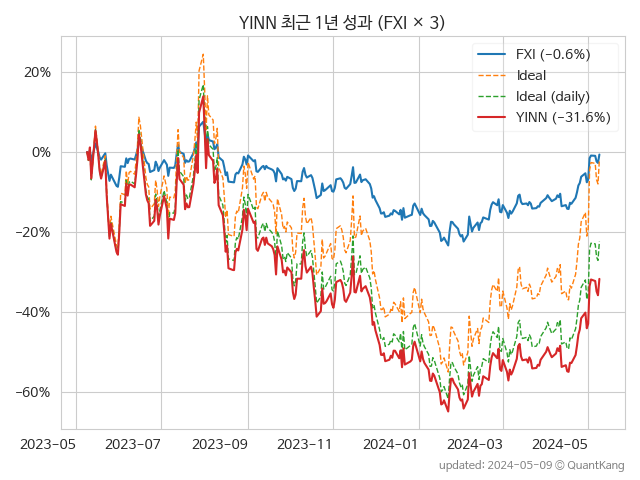 YINN 최근 1년 성과 (FXI × 3)
FXI (−0.6%)
Ideal
Ideal (daily)
YINN (−31.6%)
20%
0%
−20%
−40%
−60%
2023-05 2023-07 2023-09 2023-11 2024-01 2024-03 2024-05
updated: 2024-05-09 ⓒ QuantKang